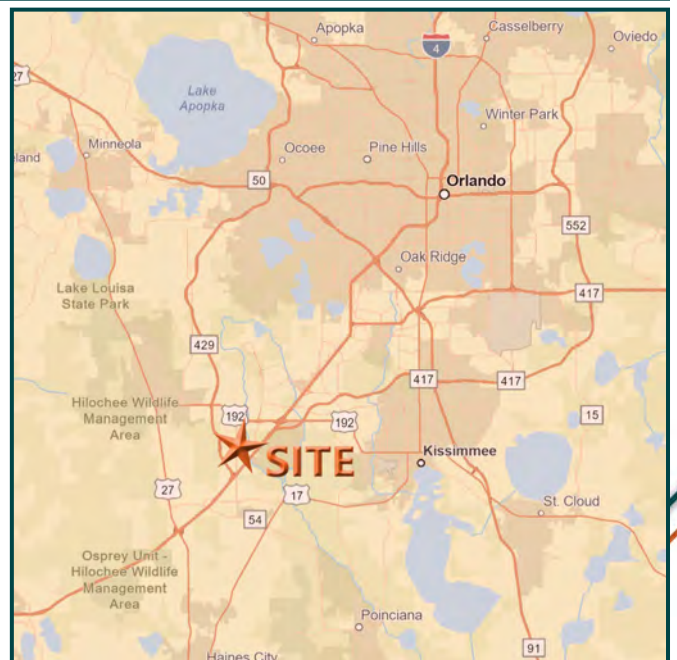 Apopka
Casselberry
Oviedo
4
27
Lake
Apopka
Winter Park
Minneola
Ocoee
Pine Hills
50
Orlando
552
Oak Ridge
Lake Louisa
State Park
417
429
Hilochee Wildlife
Management
Area
417
417
192
192
15
SITE
Kissimmee
27
17
St. Cloud
54
Osprey Unit -
Hilochee Wildlife
Management
Area
Poinciana
91
Haines City